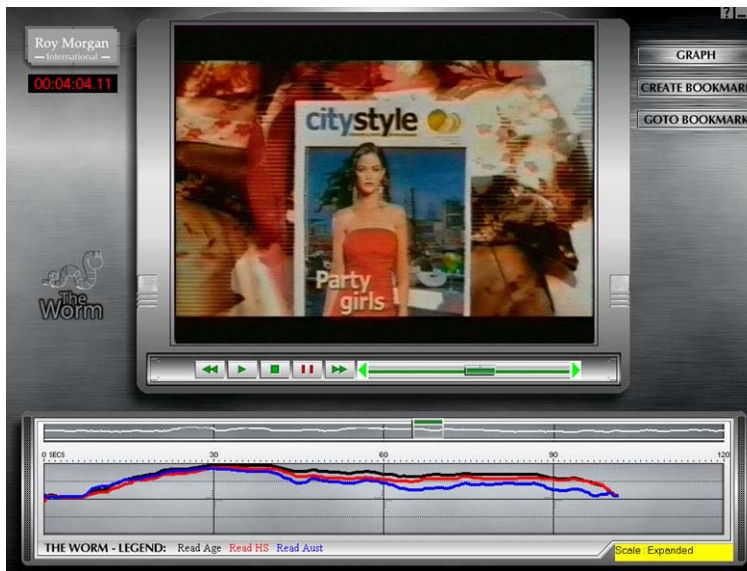 Roy Morgan
International
00:04:04.11
The
Worm
citystyle
Party
girls
GRAPH
CREATE BOOKMARK
GOTO BOOKMARK
0 SECS 30 60 90 120
THE WORM - LEGEND: Read Age Read HS Read Aust
Scale : Expanded